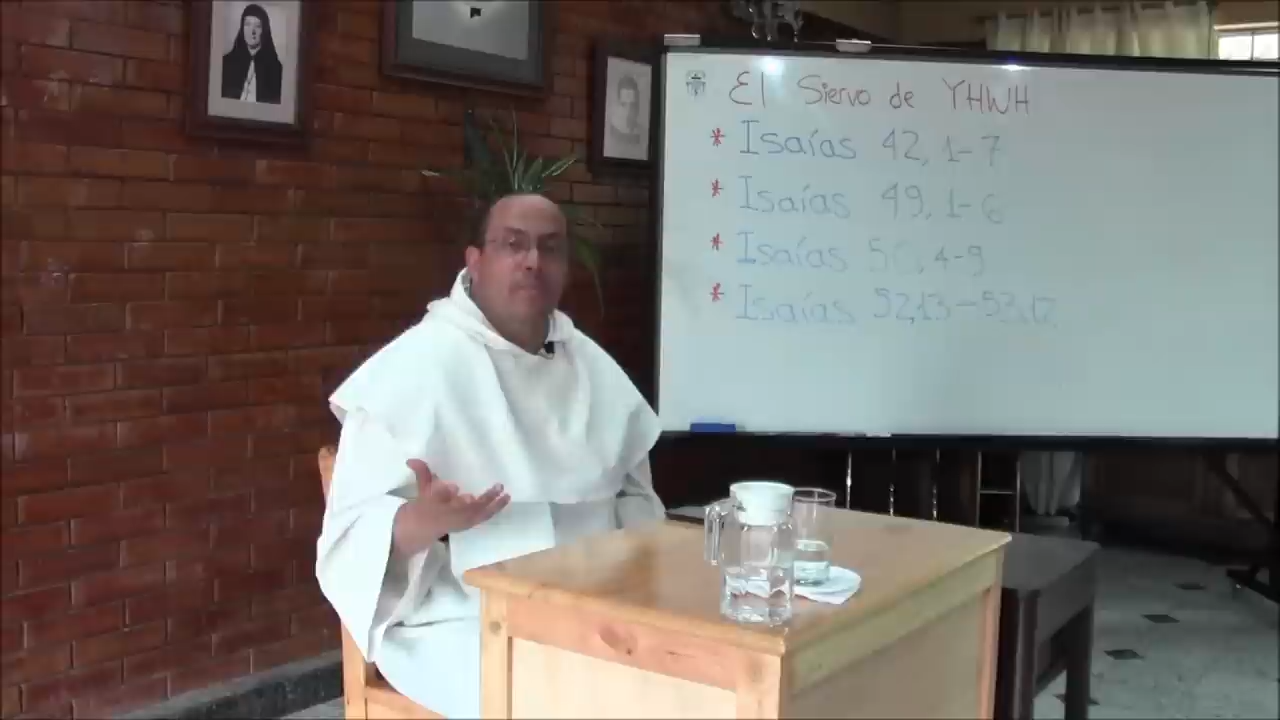 El Siervo de YHWH
* Isaías 42, 1-7
* Isaías 49, 1-6
* Isaías 50, 4-9
* Isaías 52,13-53,12